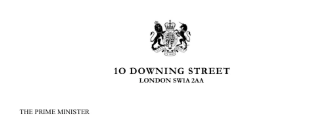 10 DOWNING STREET
LONDON SW1A 2AA
THE PRIME MINISTER